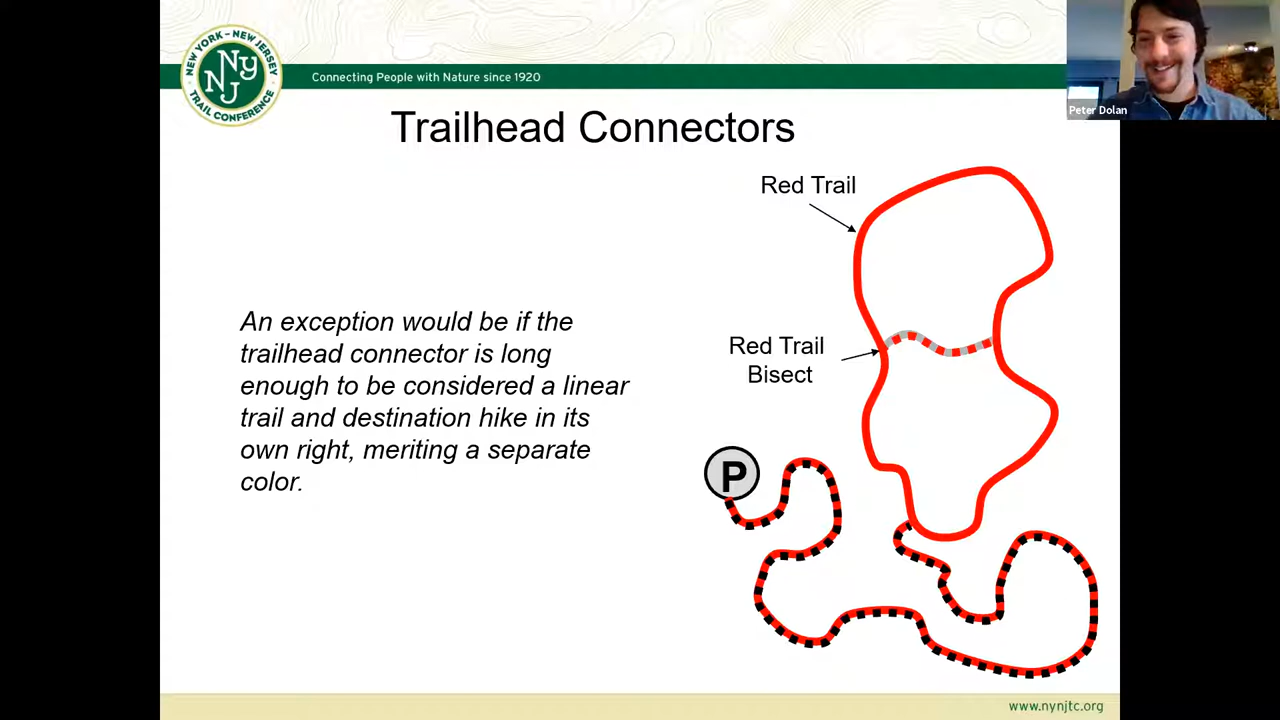 NEW YORK – NEW JERSEY
NY
NJ
TRAIL CONFERENCE
Connecting People with Nature since 1920
Peter Dolan
Trailhead Connectors
Red Trail
An exception would be if the
trailhead connector is long
enough to be considered a linear
trail and destination hike in its
own right, meriting a separate
color.
Red Trail
Bisect
P
www.nynjtc.org